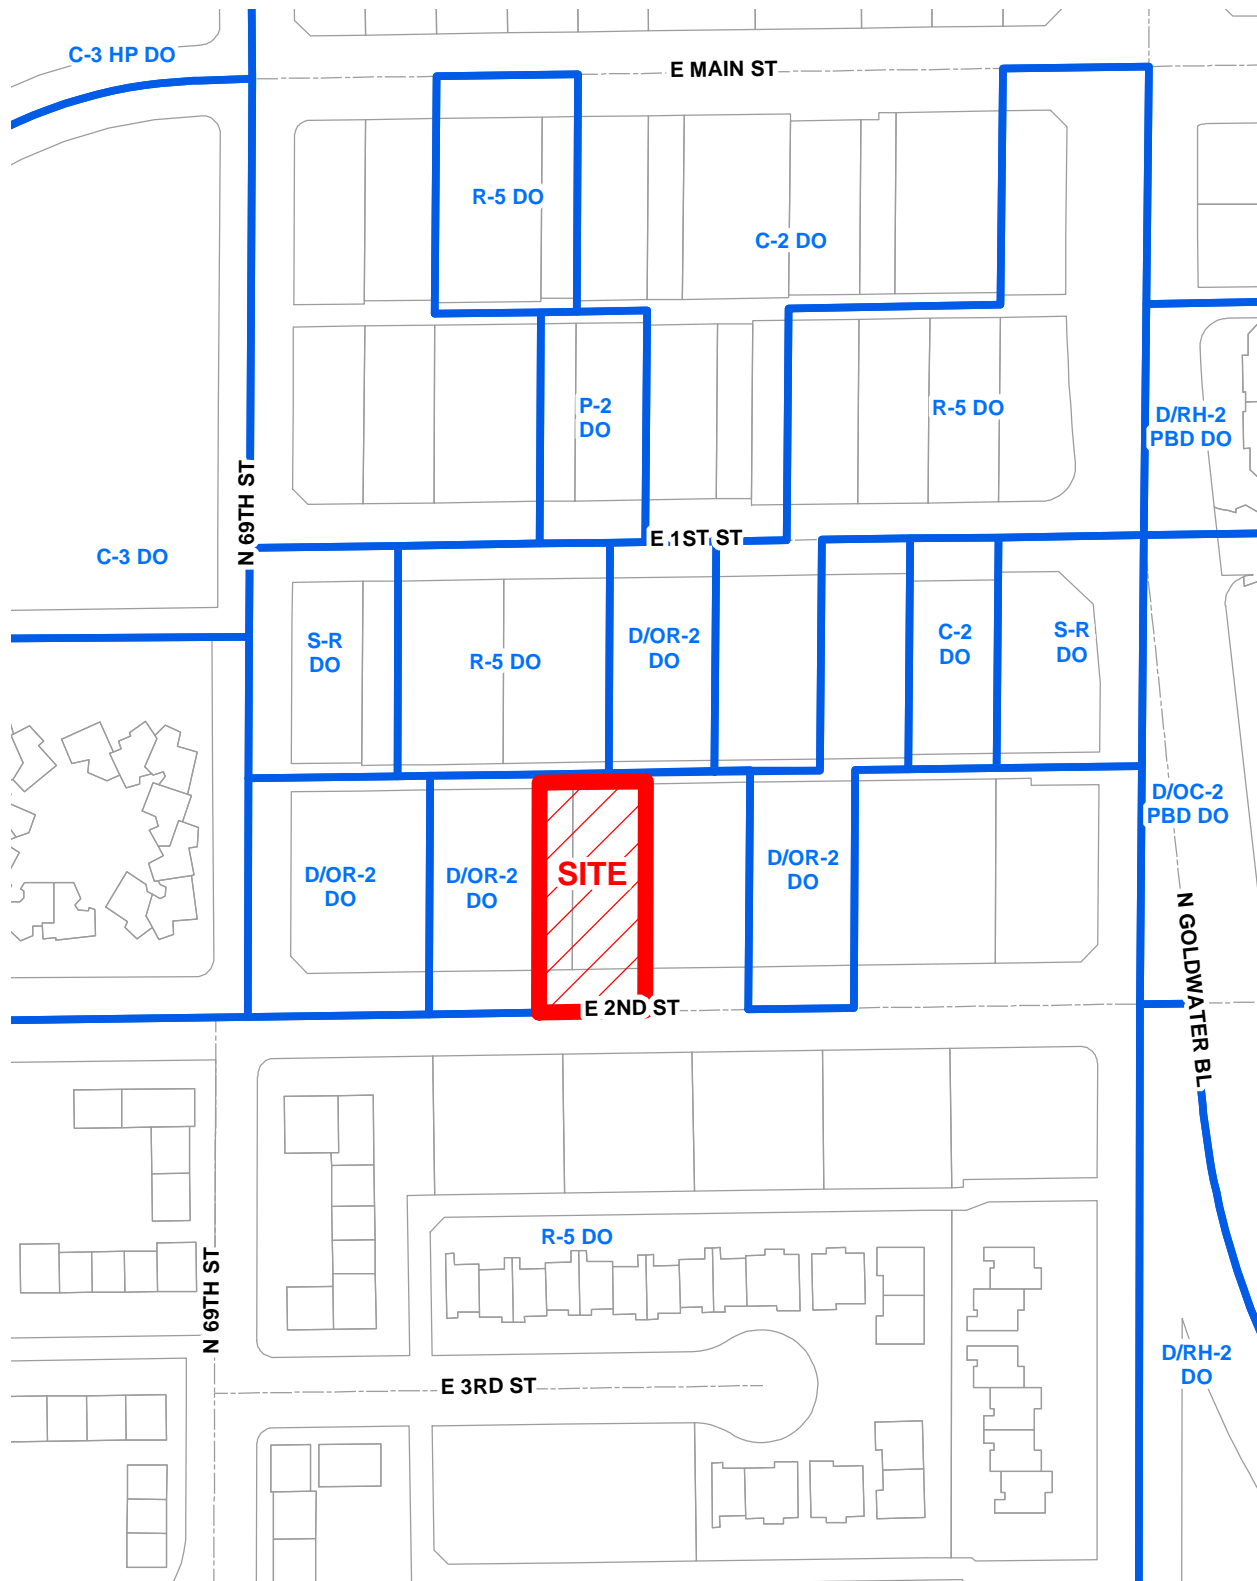 C-3 HP DO
E MAIN ST
R-5 DO
C-2 DO
P-2
DO
R-5 DO
D/RH-2
PBD DO
N 69TH ST
E 1ST ST
C-3 DO
S-R
DO
R-5 DO
D/OR-2
DO
C-2
DO
S-R
DO
D/OR-2
DO
D/OR-2
DO
SITE
D/OR-2
DO
D/OC-2
PBD DO
E 2ND ST
N GOLDWATER BL
R-5 DO
N 69TH ST
E 3RD ST
D/RH-2
DO